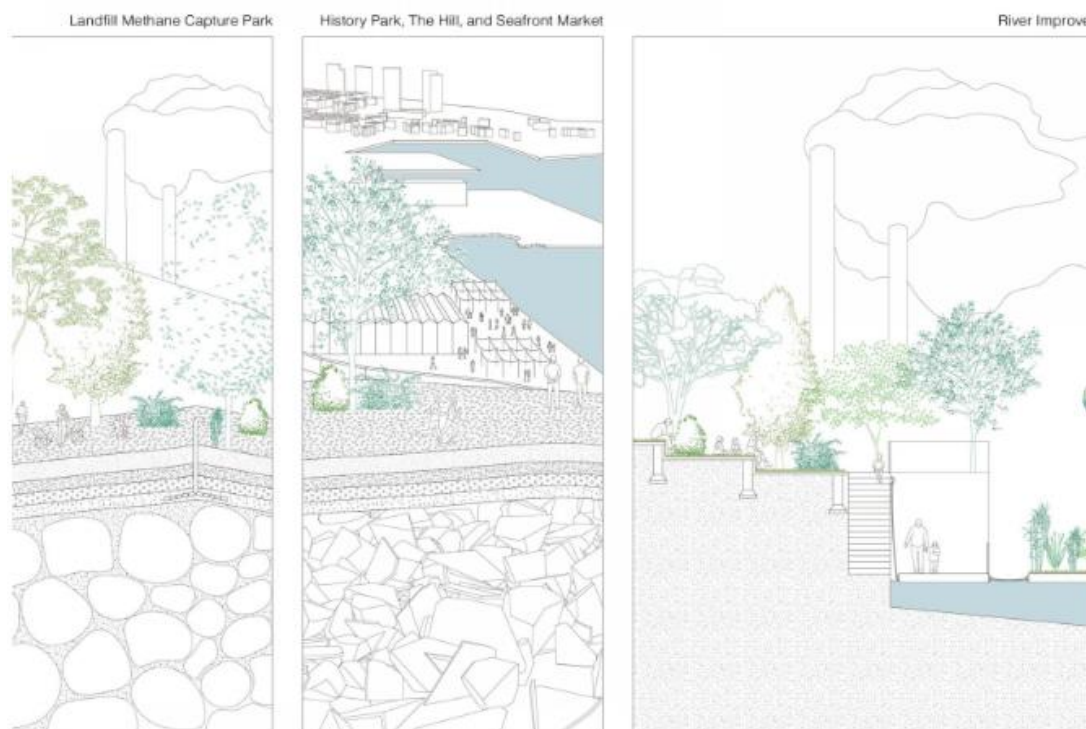 Landfill Methane Capture Park
History Park, The Hill, and Seafront Market
River Improve